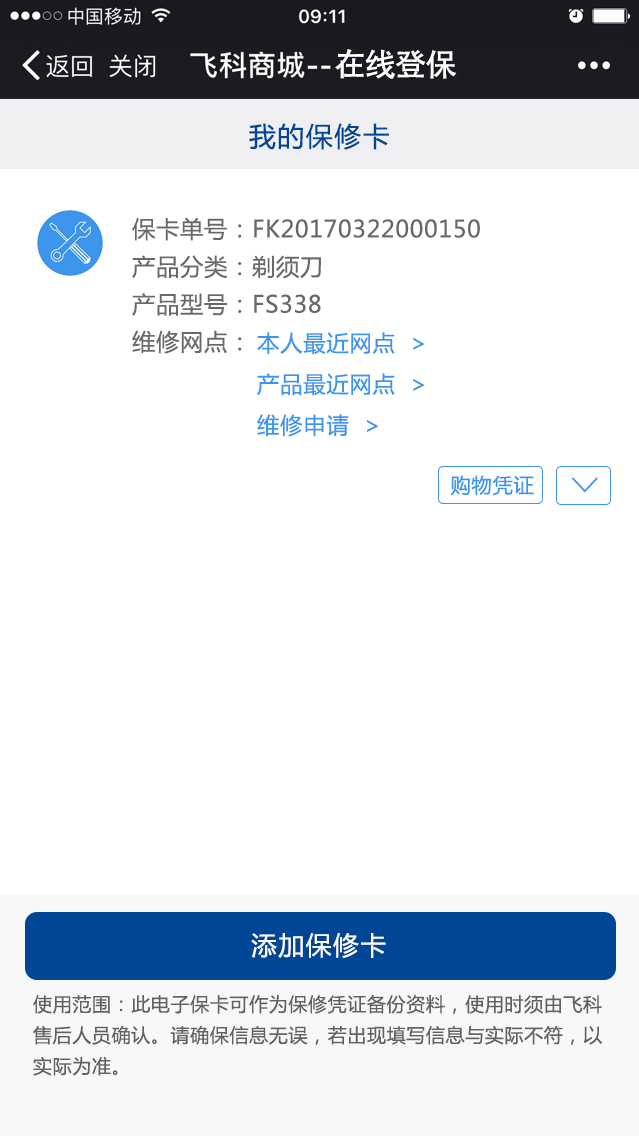 中国移动
09:11
返回 关闭 飞科商城--在线登保
我的保修卡
保卡单号：FK20170322000150
产品分类：剃须刀
产品型号：FS338
维修网点：本人最近网点 >
产品最近网点 >
维修申请 >
购物凭证
添加保修卡
使用范围：此电子保卡可作为保修凭证备份资料，使用时须由飞科
售后人员确认。请确保信息无误，若出现填写信息与实际不符，以
实际为准。